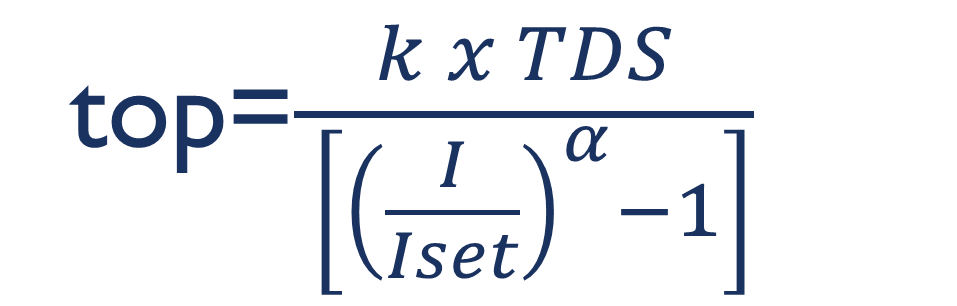 top= k x TDS
[(I
Iset)^α −1]